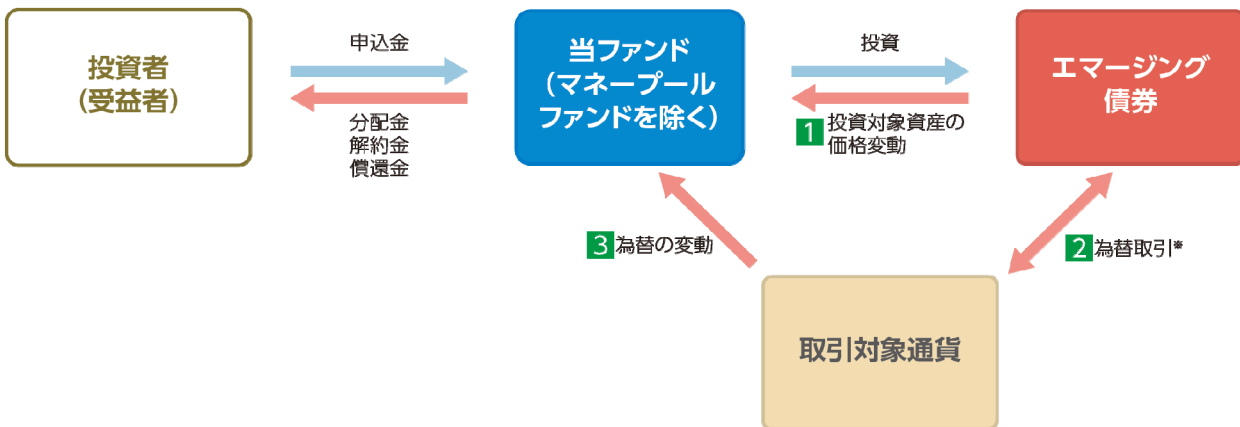 投資者
(受益者)
申込金
分配金
解約金
償還金
当ファンド
(マネープール
ファンドを除く)
投資
1 投資対象資産の
価格変動
エマージング
債券
3 為替の変動
2 為替取引※
取引対象通貨